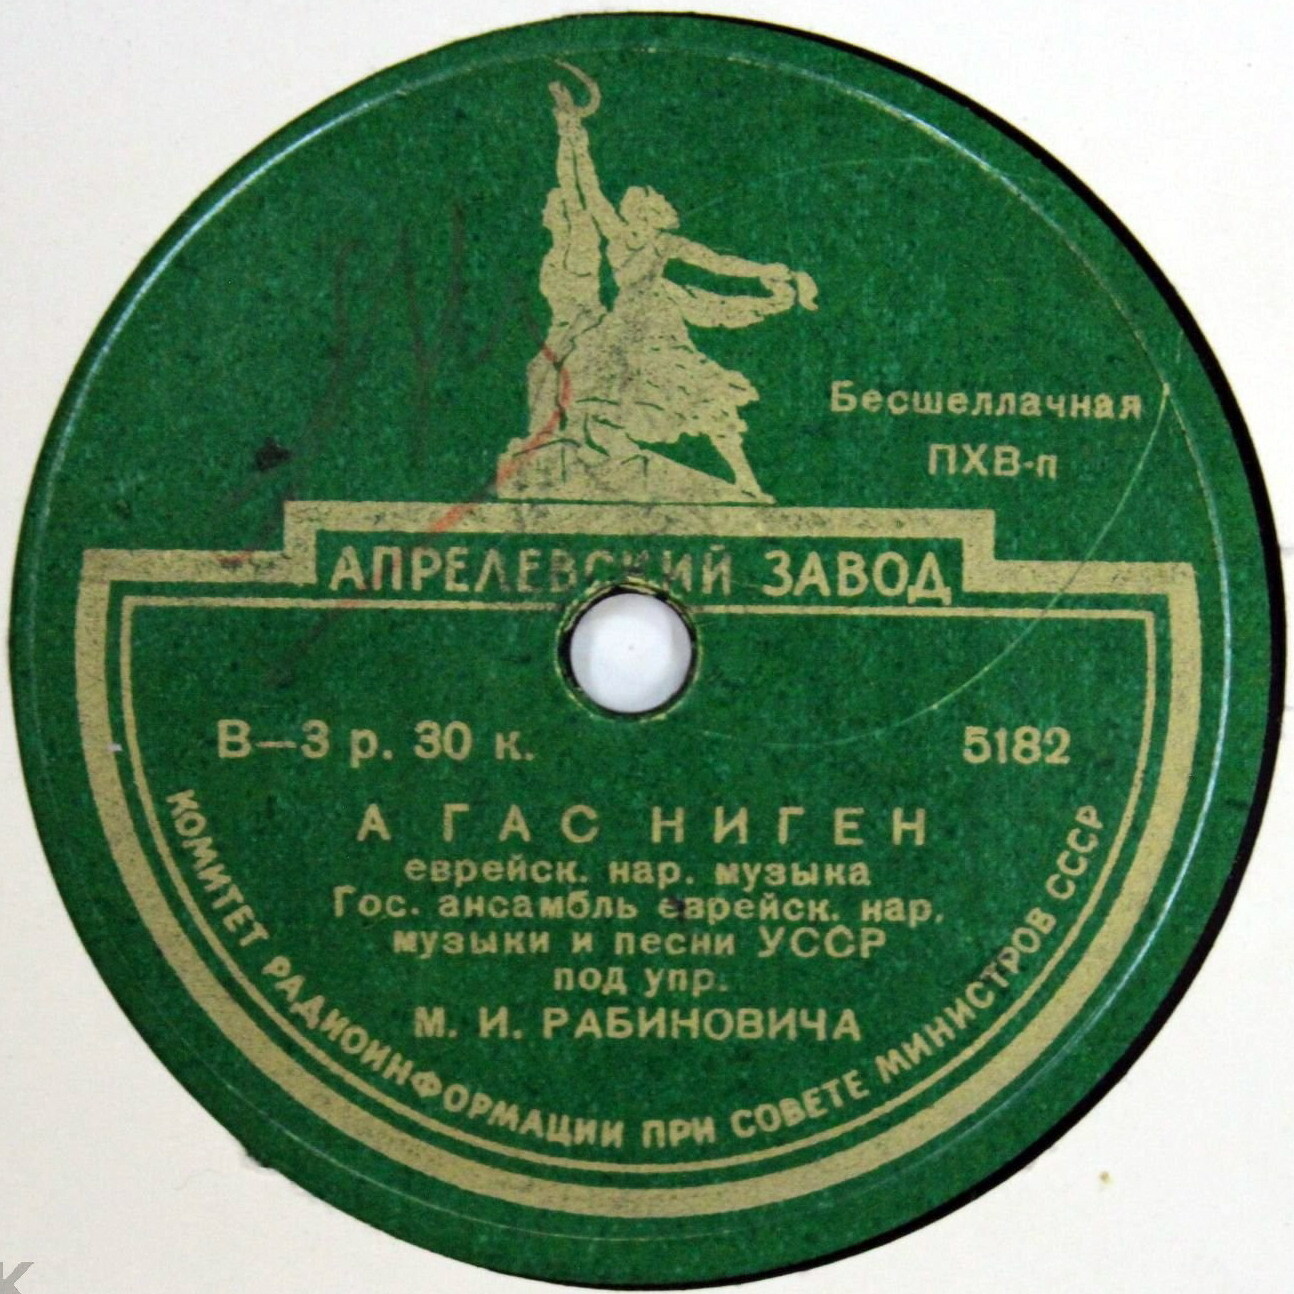 Бесшеллачная
ПХВ-п
АПРЕЛЕВСКИЙ ЗАВОД
В—3 р. 30 к.
5182
А ГАС НИГЕН
еврейск. нар. музыка
Гос. ансамбль еврейск. нар.
музыки и песни УССР
под упр.
М. И. РАБИНОВИЧА
КОМИТЕТ РАДИОИНФОРМАЦИИ ПРИ СОВЕТЕ МИНИСТРОВ СССР